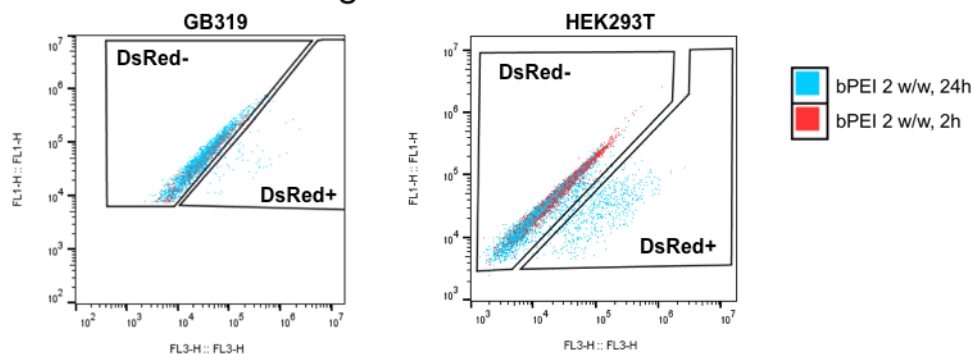 GB319
HEK293T
DsRed-
DsRed+
10^7
10^6
10^5
10^4
10^3
10^2
FL1-H :: FL1-H
10^2 10^3 10^4 10^5 10^6 10^7
FL3-H :: FL3-H
DsRed-
DsRed+
10^7
10^6
10^5
10^4
10^3
FL1-H :: FL1-H
10^3 10^4 10^5 10^6 10^7
FL3-H :: FL3-H
bPEI 2 w/w, 24h
bPEI 2 w/w, 2h